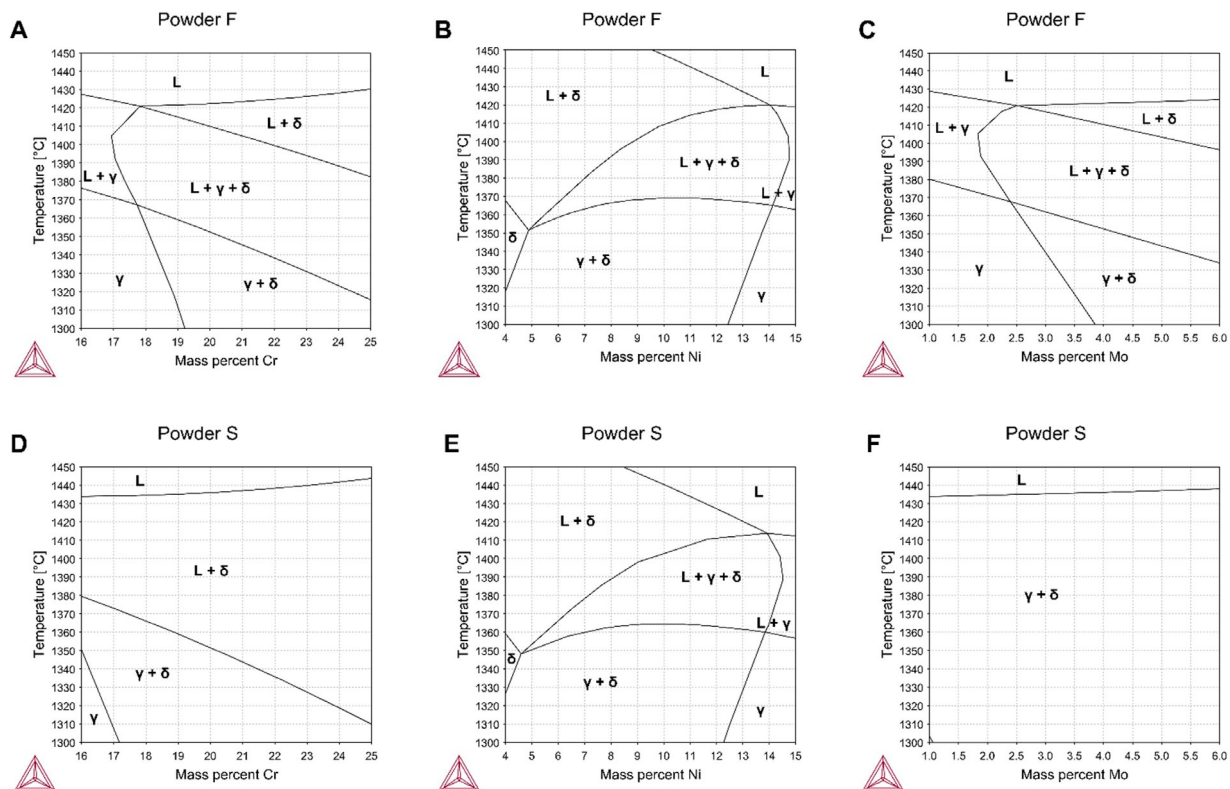 A
Powder F
1450
1440
1430
1420
1410
1400
1390
1380
1370
1360
1350
1340
1330
1320
1310
1300
Temperature [°C]
L
L + δ
L + γ
L + γ + δ
γ
γ + δ
16 17 18 19 20 21 22 23 24 25
Mass percent Cr
B
Powder F
1450
1440
1430
1420
1410
1400
1390
1380
1370
1360
1350
1340
1330
1320
1310
1300
Temperature [°C]
L
L + δ
L + γ + δ
L + γ
δ
γ + δ
γ
4 5 6 7 8 9 10 11 12 13 14 15
Mass percent Ni
C
Powder F
1450
1440
1430
1420
1410
1400
1390
1380
1370
1360
1350
1340
1330
1320
1310
1300
Temperature [°C]
L
L + δ
L + γ
L + γ + δ
γ
γ + δ
1.0 1.5 2.0 2.5 3.0 3.5 4.0 4.5 5.0 5.5 6.0
Mass percent Mo
D
Powder S
1450
1440
1430
1420
1410
1400
1390
1380
1370
1360
1350
1340
1330
1320
1310
1300
Temperature [°C]
L
L + δ
γ + δ
γ
16 17 18 19 20 21 22 23 24 25
Mass percent Cr
E
Powder S
1450
1440
1430
1420
1410
1400
1390
1380
1370
1360
1350
1340
1330
1320
1310
1300
Temperature [°C]
L
L + δ
L + γ + δ
L + γ
δ
γ + δ
γ
4 5 6 7 8 9 10 11 12 13 14 15
Mass percent Ni
F
Powder S
1450
1440
1430
1420
1410
1400
1390
1380
1370
1360
1350
1340
1330
1320
1310
1300
Temperature [°C]
L
γ + δ
1.0 1.5 2.0 2.5 3.0 3.5 4.0 4.5 5.0 5.5 6.0
Mass percent Mo